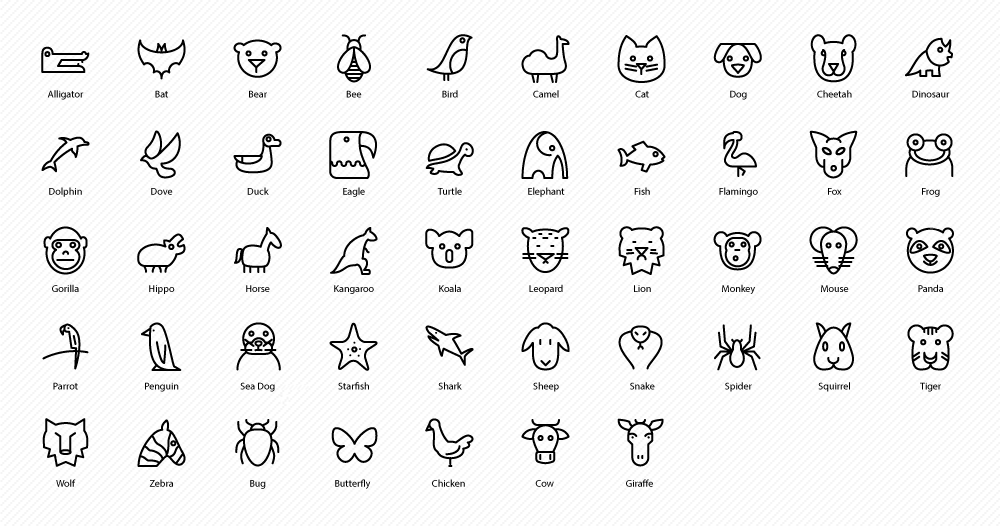 Alligator Bat Bear Bee Bird Camel Cat Dog Cheetah Dinosaur
Dolphin Dove Duck Eagle Turtle Elephant Fish Flamingo Fox Frog
Gorilla Hippo Horse Kangaroo Koala Leopard Lion Monkey Mouse Panda
Parrot Penguin Sea Dog Starfish Shark Sheep Snake Spider Squirrel Tiger
Wolf Zebra Bug Butterfly Chicken Cow Giraffe